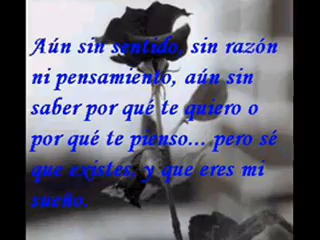 Aún sin sentido, sin razón
ni pensamiento, aún sin
saber por qué te quiero o
por qué te pienso... pero sé
que existes, y que eres mi
sueño.